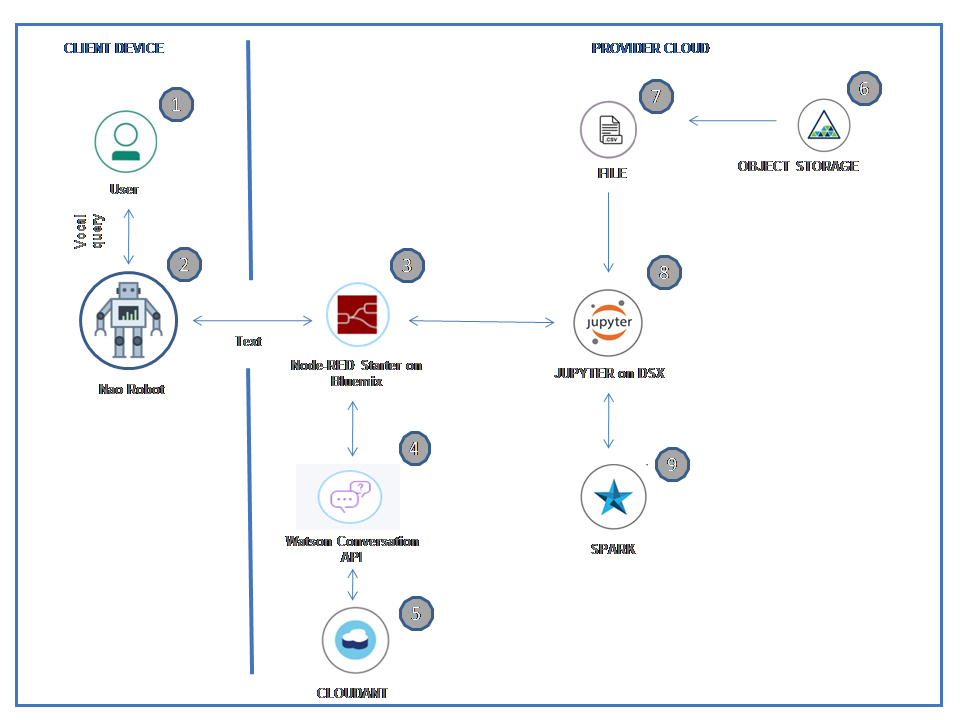 CLIENT DEVICE
PROVIDER CLOUD
1
User
Vocal
query
2
Nao Robot
Text
3
Node-RED Starter on
Bluemix
4
Watson Conversation
API
5
CLOUDANT
6
OBJECT STORAGE
7
.CSV
FILE
8
jupyter
JUPYTER on DSX
9
SPARK